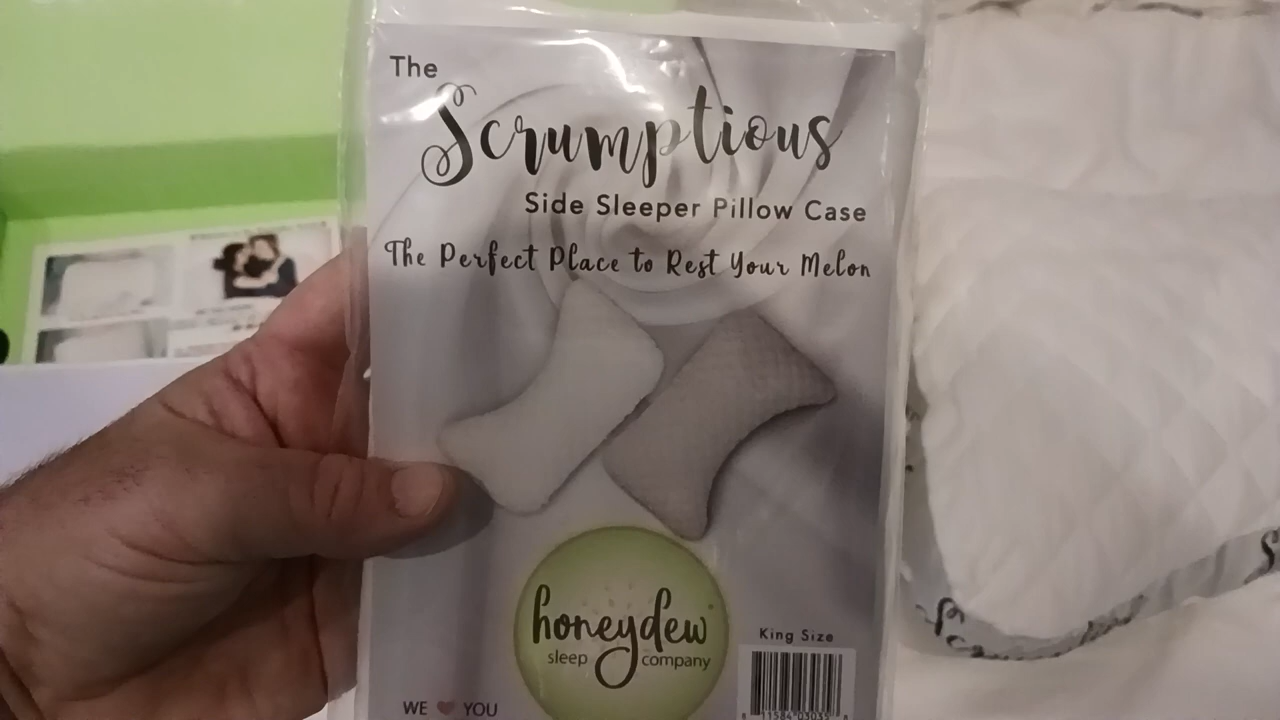 The
Scrumptious
Side Sleeper Pillow Case
The Perfect Place to Rest Your Melon
honeydew
sleep company
King Size
WE ❤ YOU